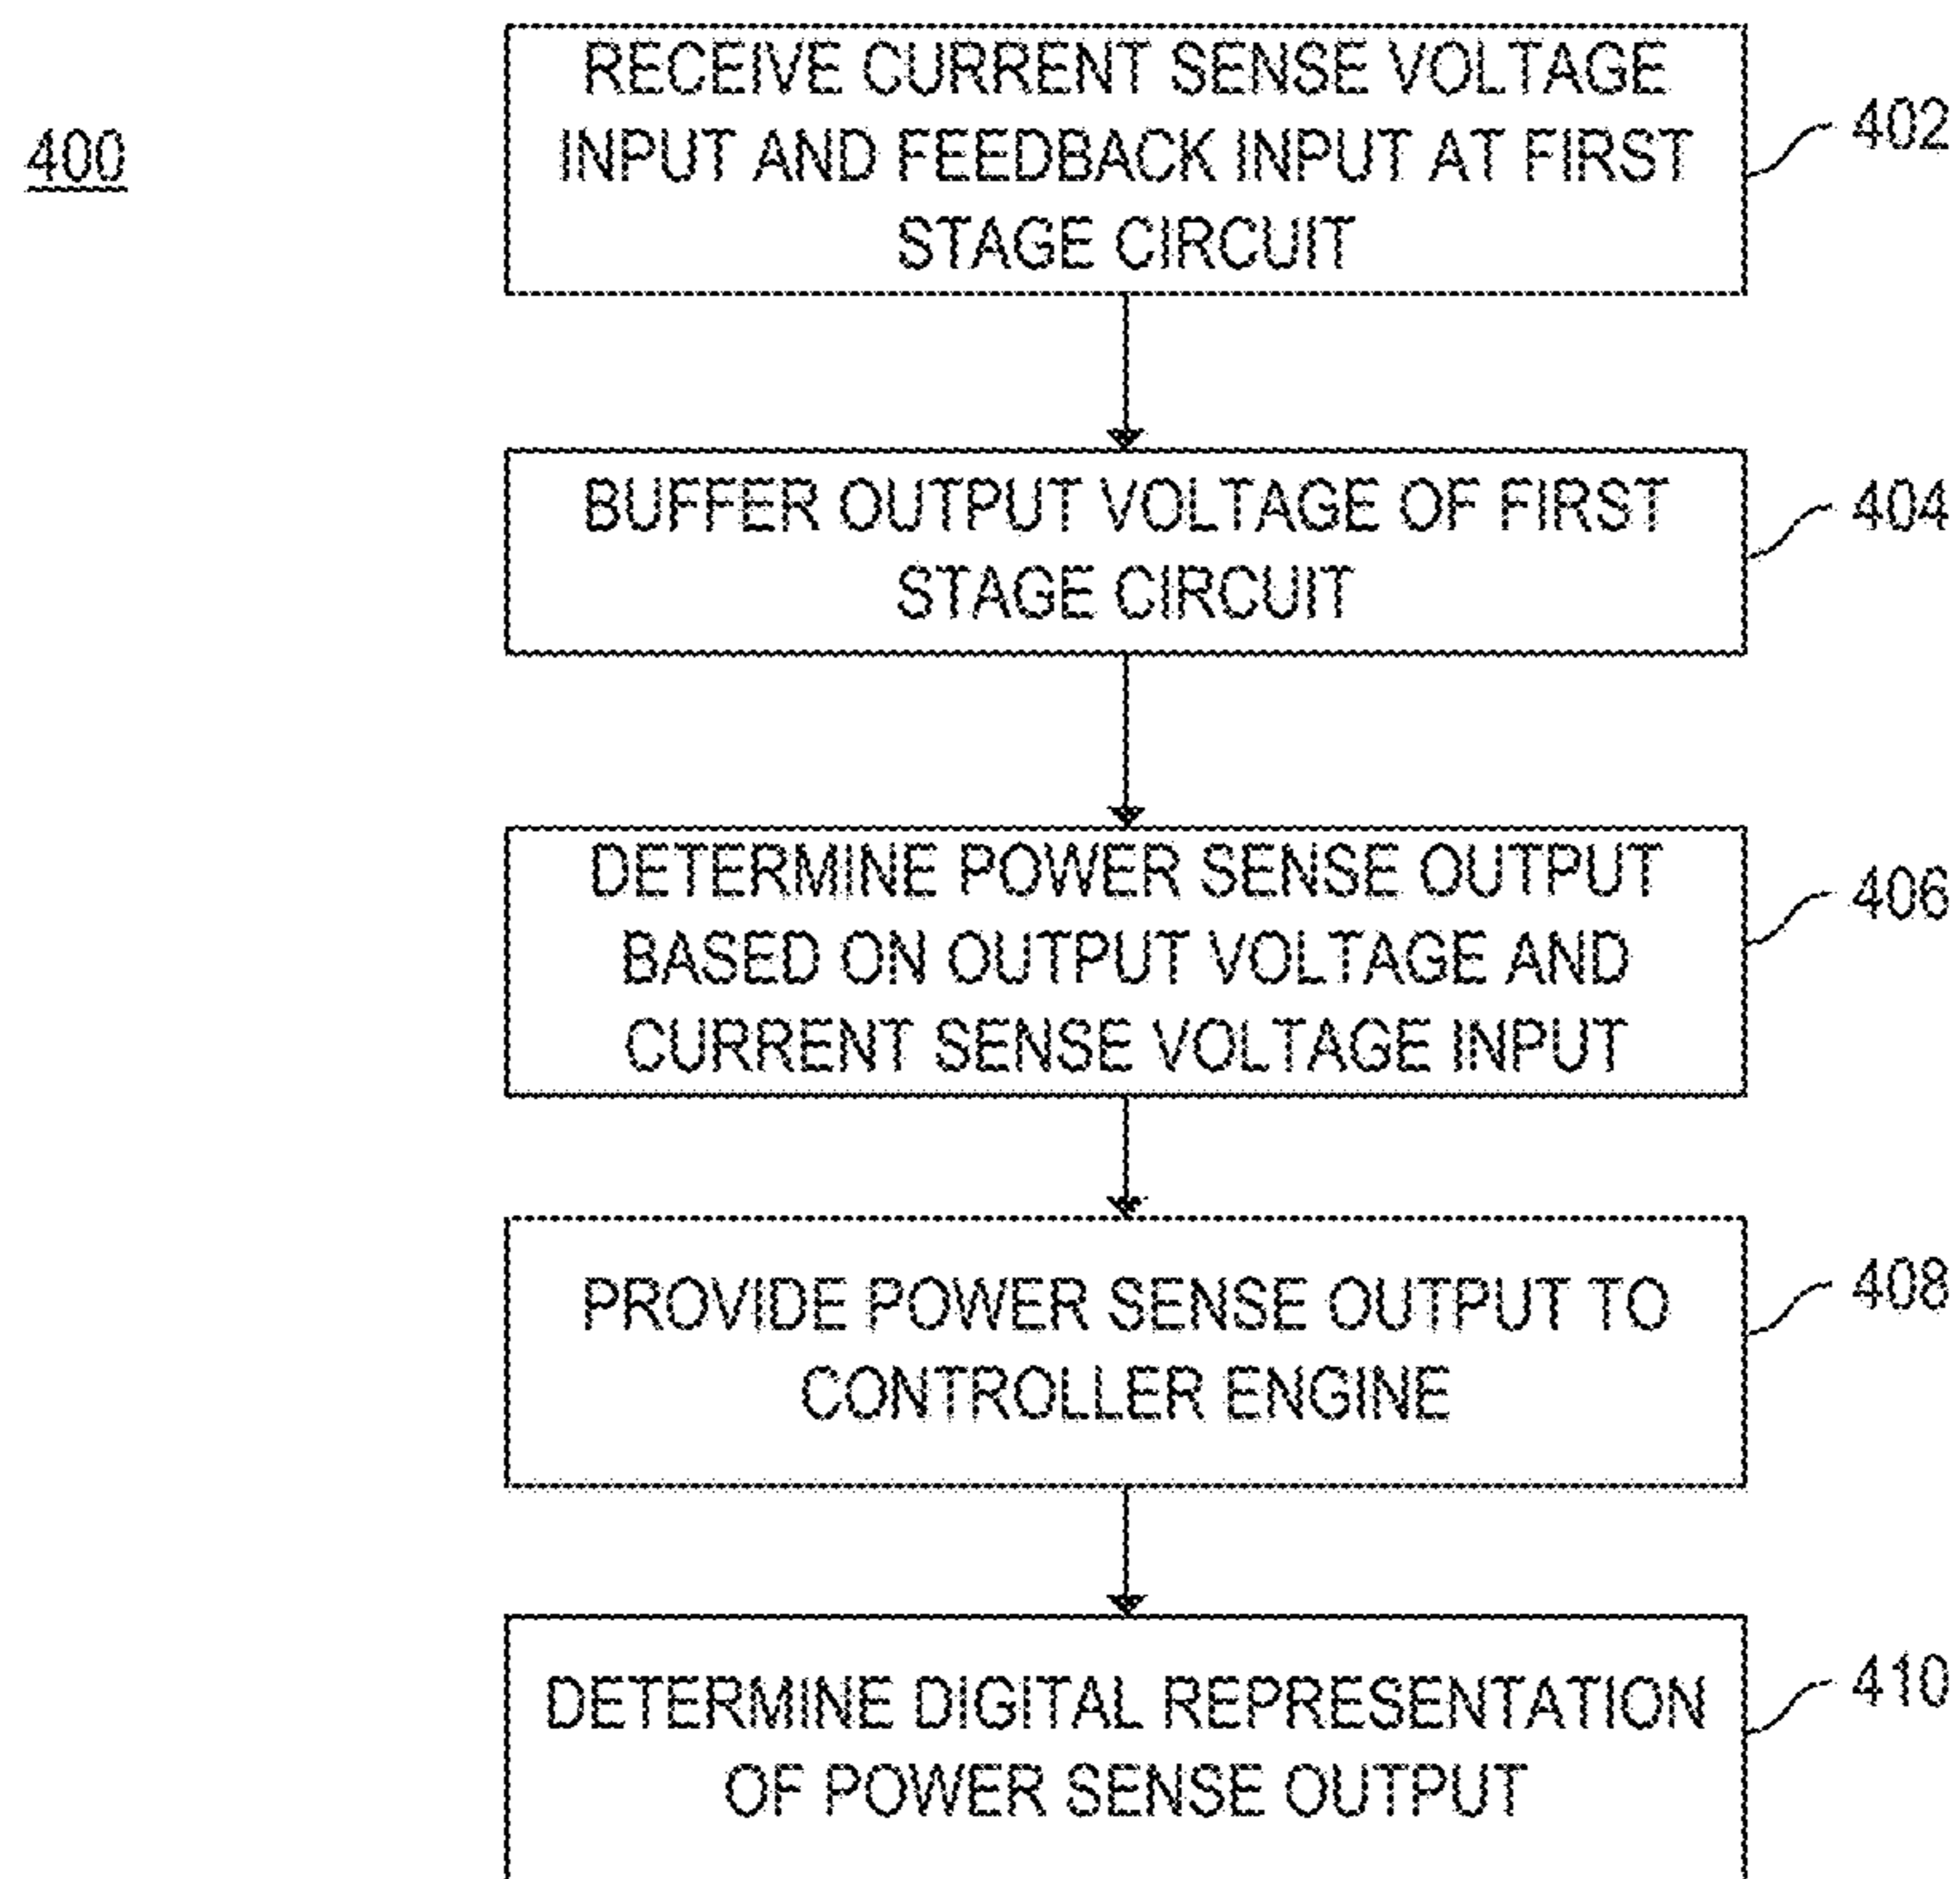 400
RECEIVE CURRENT SENSE VOLTAGE
INPUT AND FEEDBACK INPUT AT FIRST
STAGE CIRCUIT
402
BUFFER OUTPUT VOLTAGE OF FIRST
STAGE CIRCUIT
404
DETERMINE POWER SENSE OUTPUT
BASED ON OUTPUT VOLTAGE AND
CURRENT SENSE VOLTAGE INPUT
406
PROVIDE POWER SENSE OUTPUT TO
CONTROLLER ENGINE
408
DETERMINE DIGITAL REPRESENTATION
OF POWER SENSE OUTPUT
410